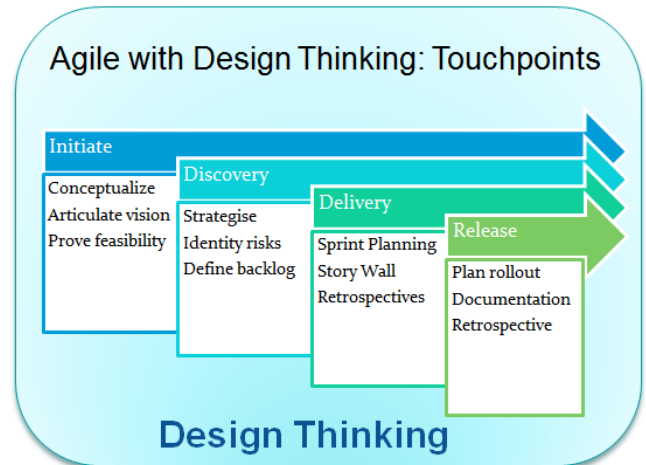 Agile with Design Thinking: Touchpoints
Initiate
Conceptualize
Articulate vision
Prove feasibility
Discovery
Strategise
Identity risks
Define backlog
Delivery
Sprint Planning
Story Wall
Retrospectives
Release
Plan rollout
Documentation
Retrospective
Design Thinking